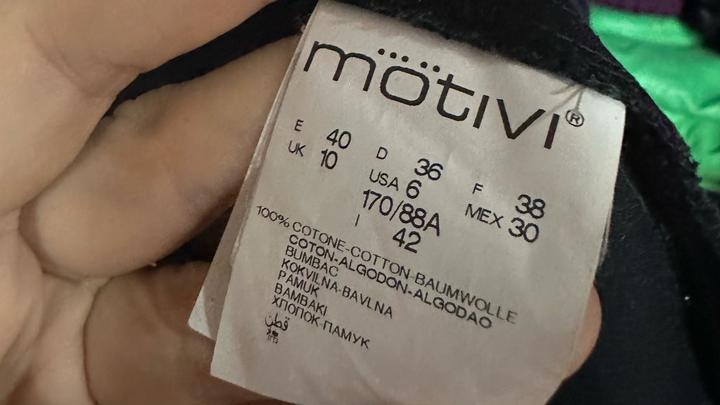 mötivi®
E 40 D 36 F 38
UK 10 USA 6 MEX 30
170/88A
I 42
100% COTONE-COTTON-BAUMWOLLE
COTON-ALGODON-ALGODAO
BUMBAC
KOKVILNA-BAVLNA
PAMUK
BAMBAKI
ХЛОПОК-ПАМУК
قطن